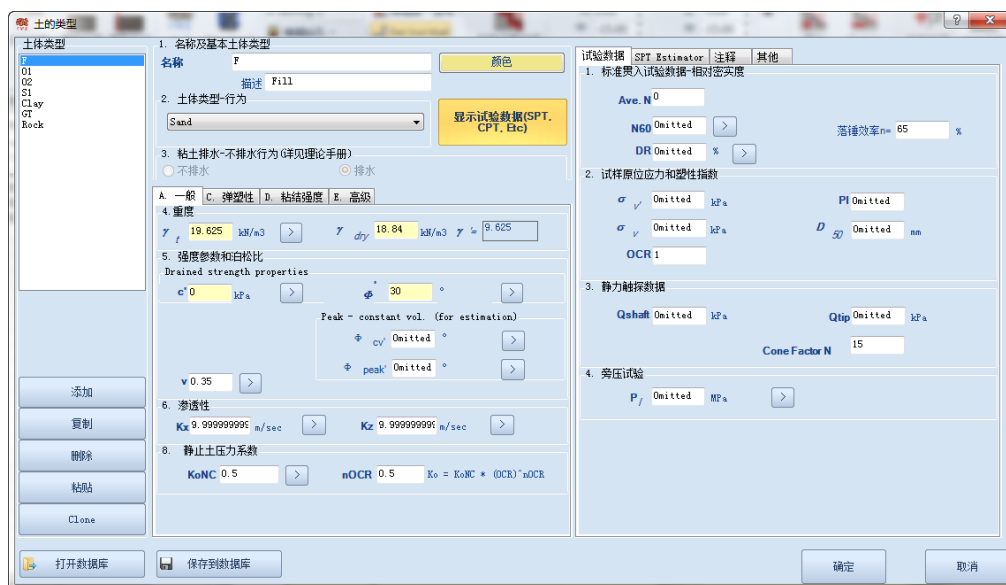 土的类型
土体类型
F
O1
O2
S1
Clay
GT
Rock
添加
复制
删除
粘贴
Clone
打开数据库
保存到数据库
1. 名称及基本土体类型
名称 F
颜色
描述 Fill
2. 土体类型-行为
Sand
显示试验数据(SPT, CPT, Etc)
3. 粘土排水-不排水行为(详见理论手册)
不排水 排水
A. 一般 C. 弹塑性 D. 粘结强度 E. 高级
4.重度
γ t 19.625 kN/m3 > γ dry 18.84 kN/m3 γ'= 9.625
5. 强度参数和泊松比
Drained strength properties
c' 0 kPa > Φ' 30 ° >
Peak - constant vol. (for estimation)
Φ cv' Omitted ° >
Φ peak' Omitted ° >
v 0.35 >
6. 渗透性
Kx 9.999999999 m/sec > Kz 9.999999999 m/sec >
8. 静止土压力系数
KoNC 0.5 > nOCR 0.5 Ko = KoNC * (OCR)^nOCR
试验数据 SPT Estimator 注释 其他
1. 标准贯入试验数据-相对密实度
Ave. N 0
N60 Omitted > 落锤效率n= 65 %
DR Omitted % >
2. 试样原位应力和塑性指数
σ v' Omitted kPa PI Omitted
σ v Omitted kPa D 50 Omitted mm
OCR 1
3. 静力触探数据
Qshaft Omitted kPa Qtip Omitted kPa
Cone Factor N 15
4. 旁压试验
P l Omitted MPa >
确定
取消